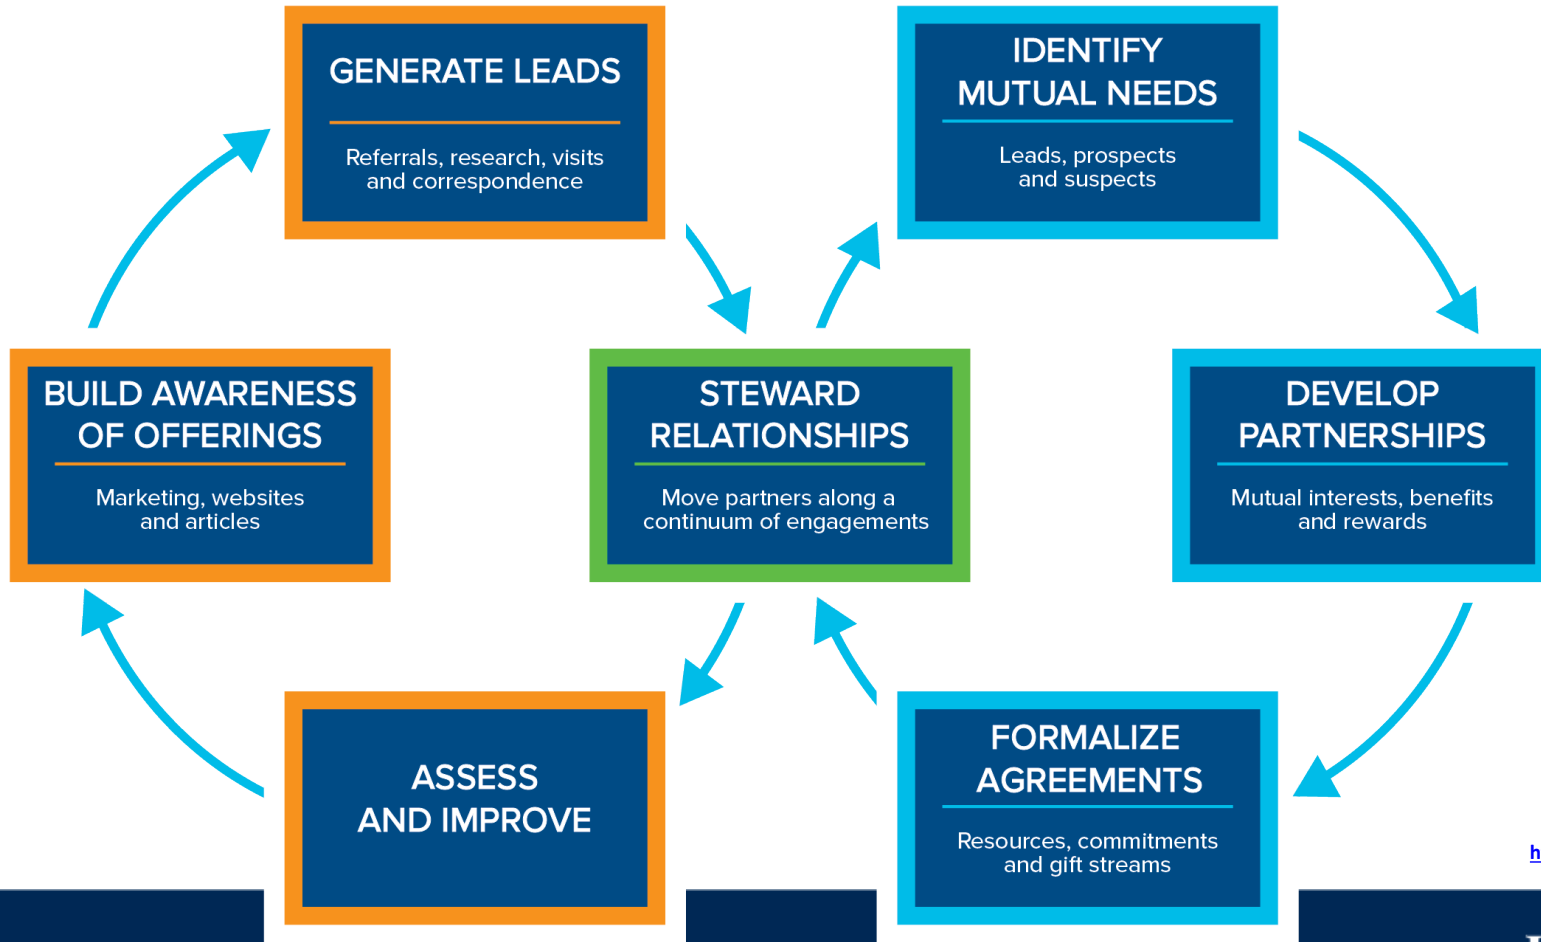 GENERATE LEADS
Referrals, research, visits
and correspondence
IDENTIFY
MUTUAL NEEDS
Leads, prospects
and suspects
BUILD AWARENESS
OF OFFERINGS
Marketing, websites
and articles
STEWARD
RELATIONSHIPS
Move partners along a
continuum of engagements
DEVELOP
PARTNERSHIPS
Mutual interests, benefits
and rewards
ASSESS
AND IMPROVE
FORMALIZE
AGREEMENTS
Resources, commitments
and gift streams
h